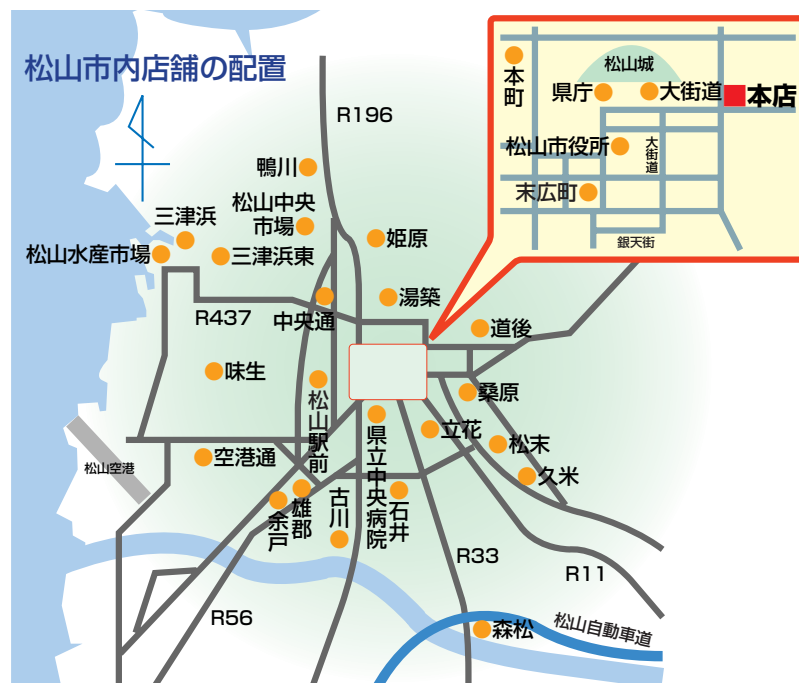 松山市内店舗の配置
R196
鴨川
松山中央
市場
三津浜
松山水産市場
三津浜東
姫原
湯築
中央通
R437
道後
味生
松山駅前
桑原
県立中央病院
立花
松末
久米
空港通
松山空港
雄郡
余戸
古川
石井
R33
R11
R56
森松
松山自動車道
本町
松山城
県庁
大街道
本店
松山市役所
大街道
末広町
銀天街